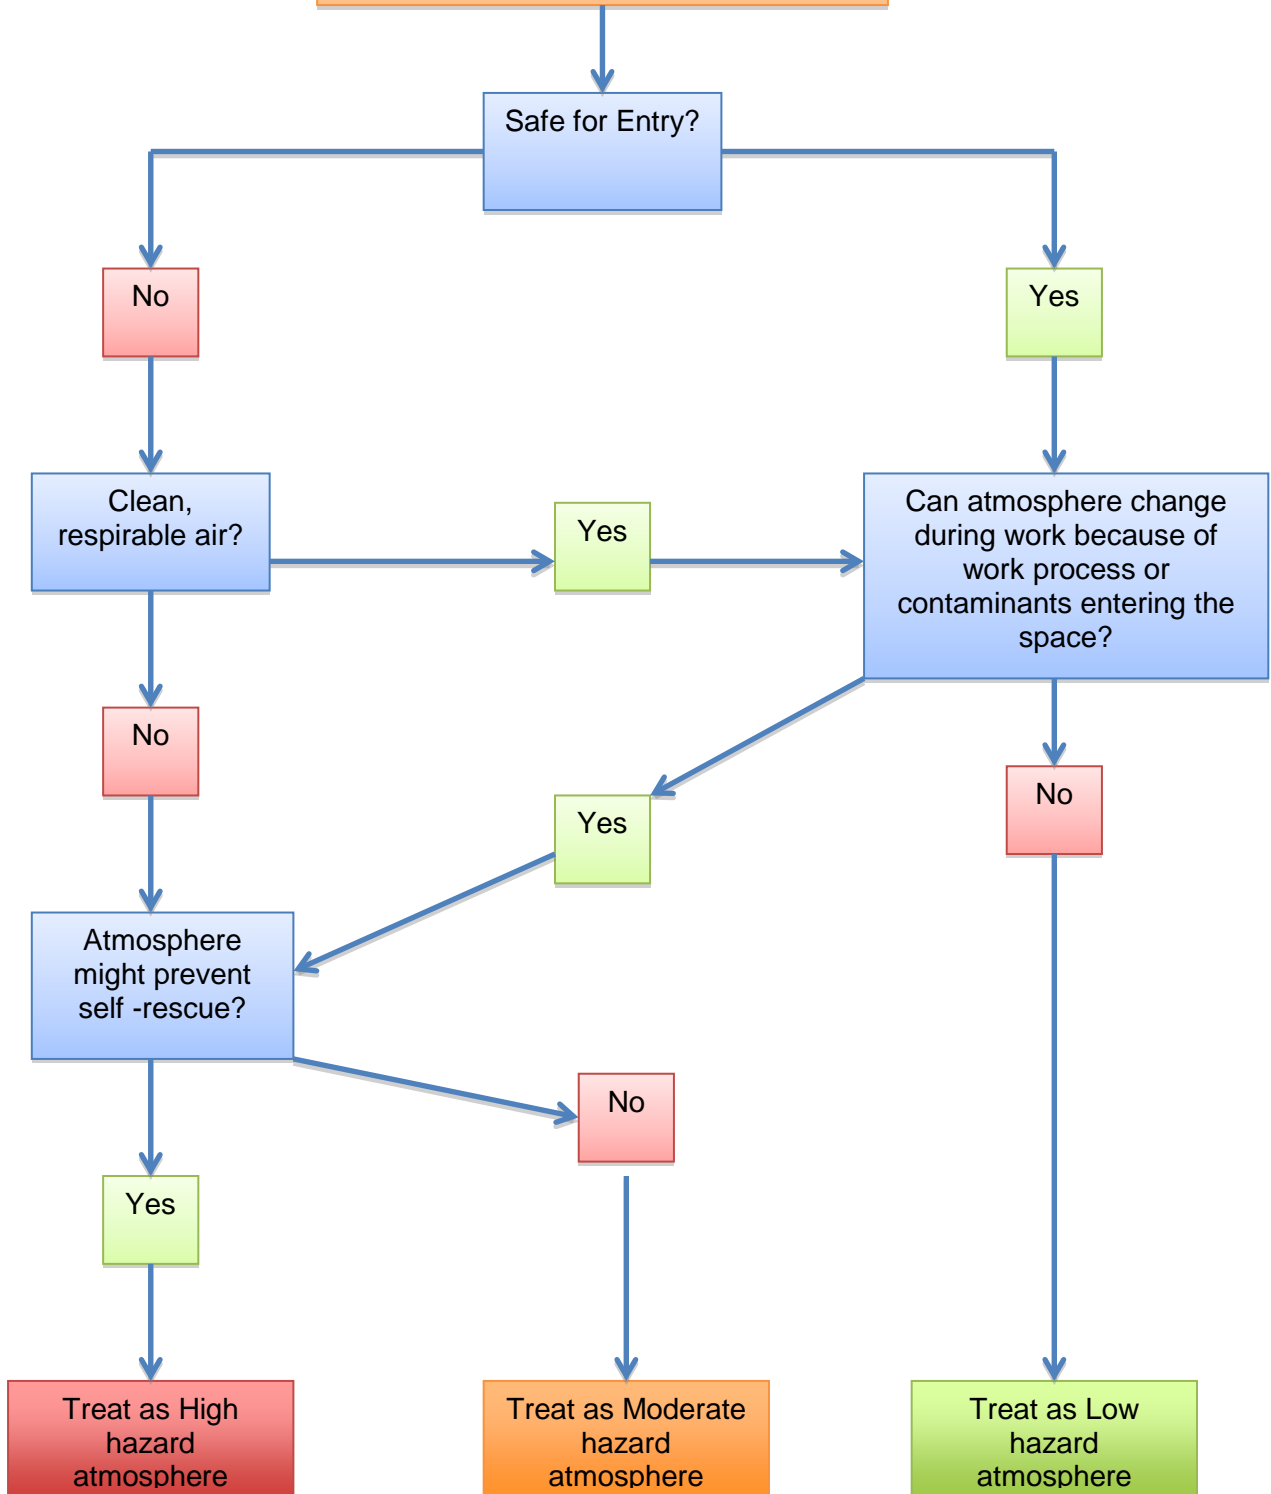 Safe for Entry?
No
Yes
Clean,
respirable air?
Yes
Can atmosphere change
during work because of
work process or
contaminants entering the
space?
No
Yes
No
Atmosphere
might prevent
self -rescue?
No
Yes
Treat as High
hazard
atmosphere
Treat as Moderate
hazard
atmosphere
Treat as Low
hazard
atmosphere